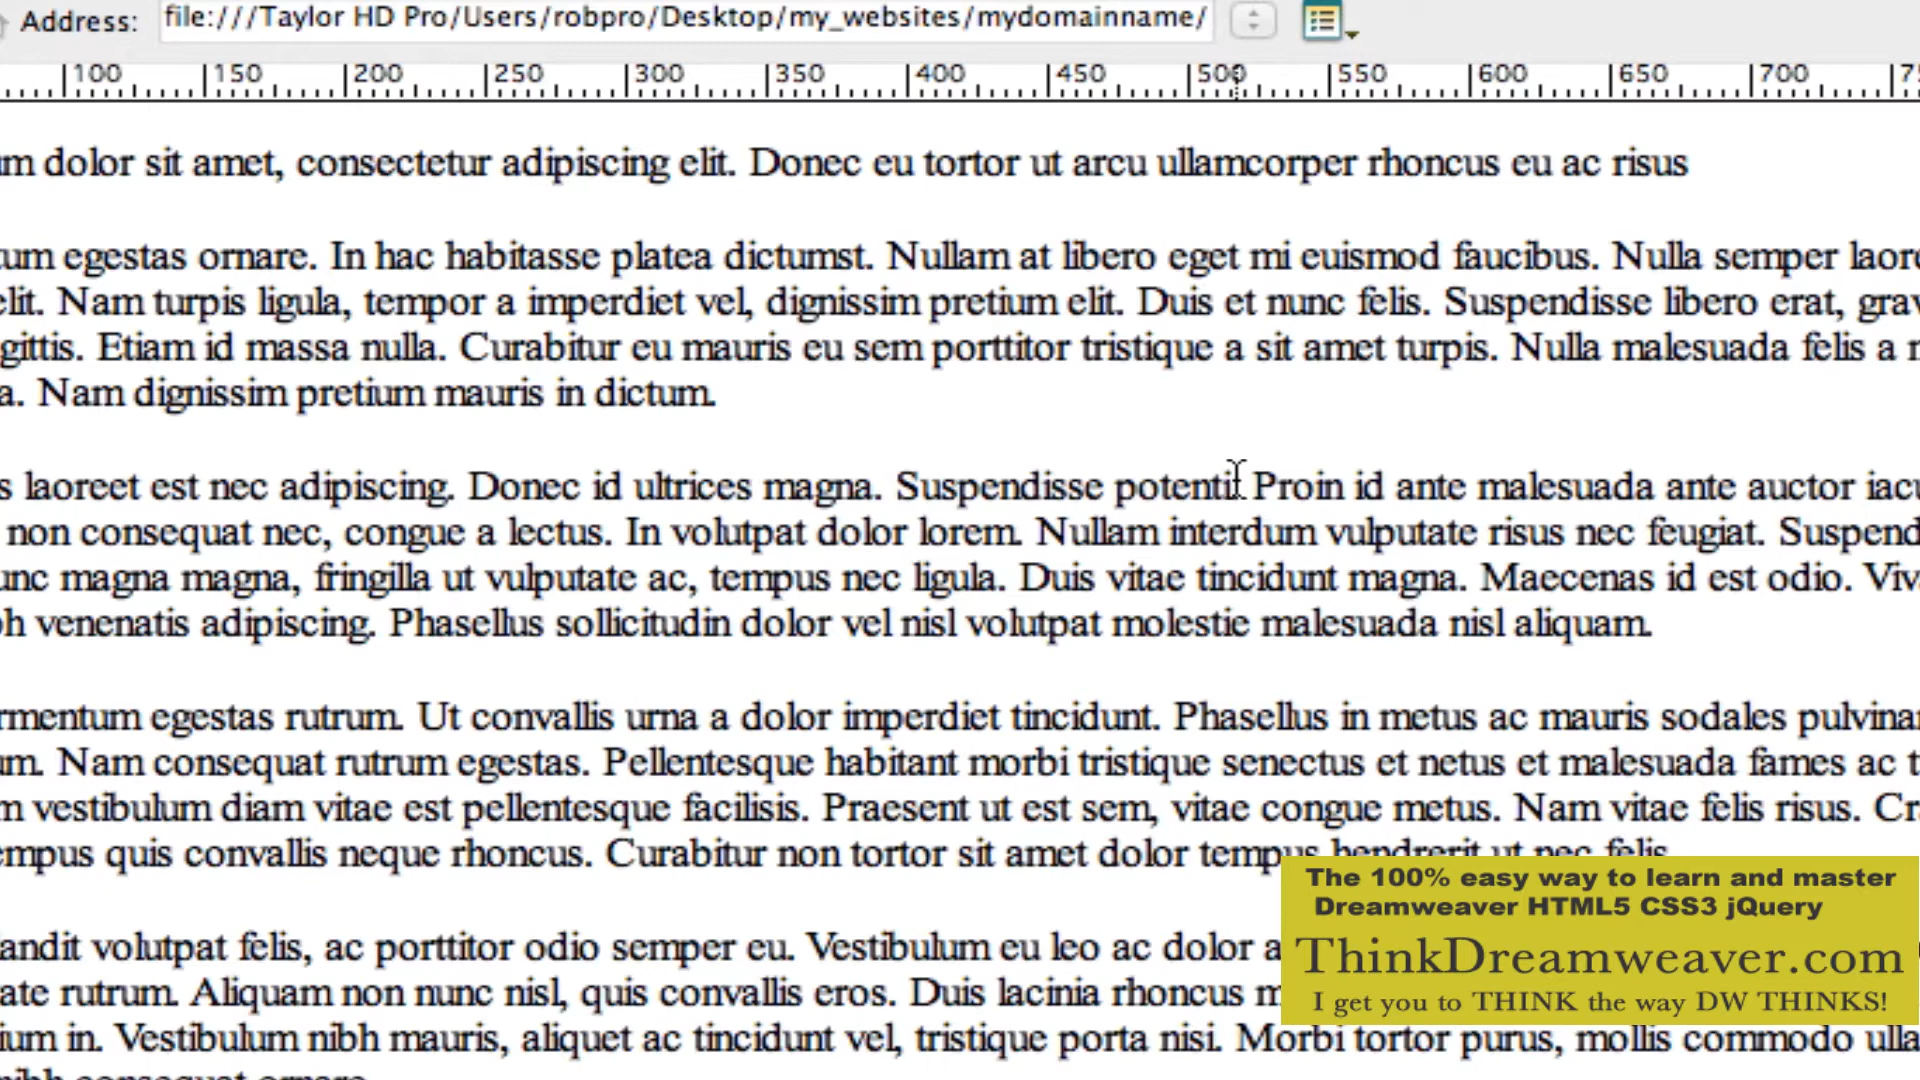 Address: file:///Taylor HD Pro/Users/robpro/Desktop/my_websites/mydomainname/
100 150 200 250 300 350 400 450 500 550 600 650 700
dolor sit amet, consectetur adipiscing elit. Donec eu tortor ut arcu ullamcorper rhoncus eu ac risus
egestas ornare. In hac habitasse platea dictumst. Nullam at libero eget mi euismod faucibus. Nulla semper
elit. Nam turpis ligula, tempor a imperdiet vel, dignissim pretium elit. Duis et nunc felis. Suspendisse libero erat,
gittis. Etiam id massa nulla. Curabitur eu mauris eu sem porttitor tristique a sit amet turpis. Nulla malesuada felis a
a. Nam dignissim pretium mauris in dictum.
s laoreet est nec adipiscing. Donec id ultrices magna. Suspendisse potenti. Proin id ante malesuada ante auctor
non consequat nec, congue a lectus. In volutpat dolor lorem. Nullam interdum vulputate risus nec feugiat. Suspend
unc magna magna, fringilla ut vulputate ac, tempus nec ligula. Duis vitae tincidunt magna. Maecenas id est odio.
venenatis adipiscing. Phasellus sollicitudin dolor vel nisl volutpat molestie malesuada nisl aliquam.
rmentum egestas rutrum. Ut convallis urna a dolor imperdiet tincidunt. Phasellus in metus ac mauris sodales
um. Nam consequat rutrum egestas. Pellentesque habitant morbi tristique senectus et netus et malesuada fames ac
m vestibulum diam vitae est pellentesque facilisis. Praesent ut est sem, vitae congue metus. Nam vitae felis risus.
empus quis convallis neque rhoncus. Curabitur non tortor sit amet dolor tempus hendrerit ut nec felis
andit volutpat felis, ac porttitor odio semper eu. Vestibulum eu leo ac dolor a
ate rutrum. Aliquam non nunc nisl, quis convallis eros. Duis lacinia rhoncus
ium in. Vestibulum nibh mauris, aliquet ac tincidunt vel, tristique porta nisi. Morbi tortor purus, mollis commodo
nibh consequat ornare
The 100% easy way to learn and master
Dreamweaver HTML5 CSS3 jQuery
ThinkDreamweaver.com
I get you to THINK the way DW THINKS!